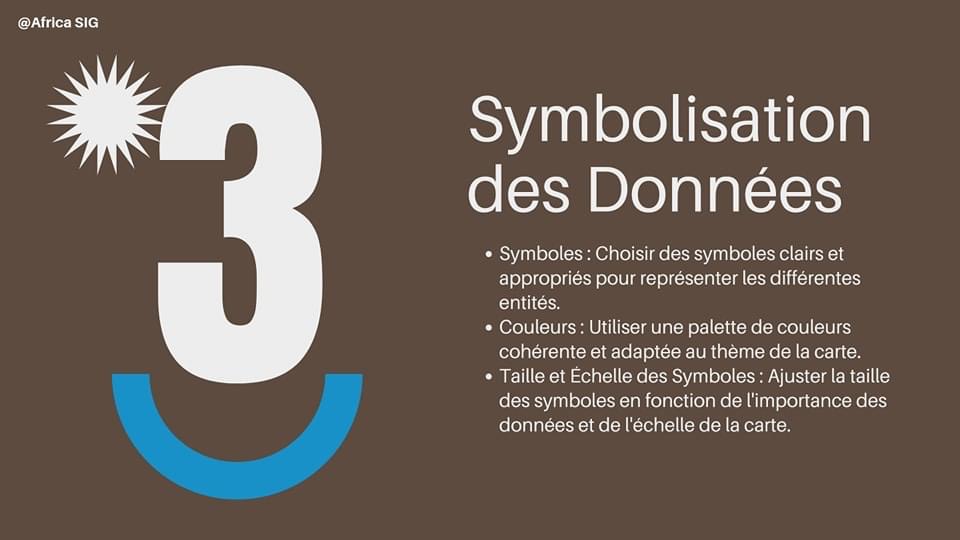 @Africa SIG
3
Symbolisation
des Données
• Symboles : Choisir des symboles clairs et
appropriés pour représenter les différentes
entités.
• Couleurs : Utiliser une palette de couleurs
cohérente et adaptée au thème de la carte.
• Taille et Échelle des Symboles : Ajuster la taille
des symboles en fonction de l'importance des
données et de l'échelle de la carte.